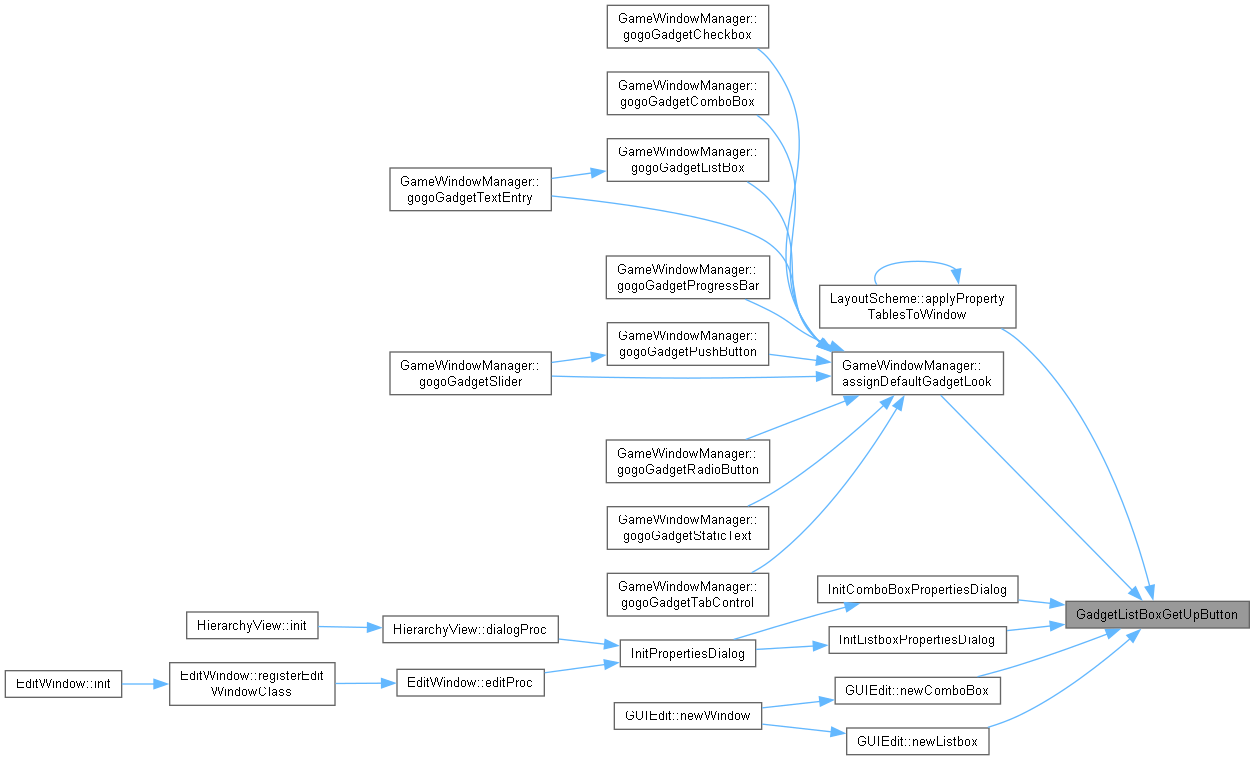 GameWindowManager::
gogoGadgetCheckbox
GameWindowManager::
gogoGadgetComboBox
GameWindowManager::
gogoGadgetListBox
GameWindowManager::
gogoGadgetTextEntry
GameWindowManager::
gogoGadgetProgressBar
LayoutScheme::applyProperty
TablesToWindow
GameWindowManager::
gogoGadgetPushButton
GameWindowManager::
gogoGadgetSlider
GameWindowManager::
assignDefaultGadgetLook
GameWindowManager::
gogoGadgetRadioButton
GameWindowManager::
gogoGadgetStaticText
GameWindowManager::
gogoGadgetTabControl
InitComboBoxPropertiesDialog
GadgetListBoxGetUpButton
HierarchyView::init
HierarchyView::dialogProc
InitListboxPropertiesDialog
InitPropertiesDialog
EditWindow::init
EditWindow::registerEdit
WindowClass
EditWindow::editProc
GUIEdit::newComboBox
GUIEdit::newWindow
GUIEdit::newListbox